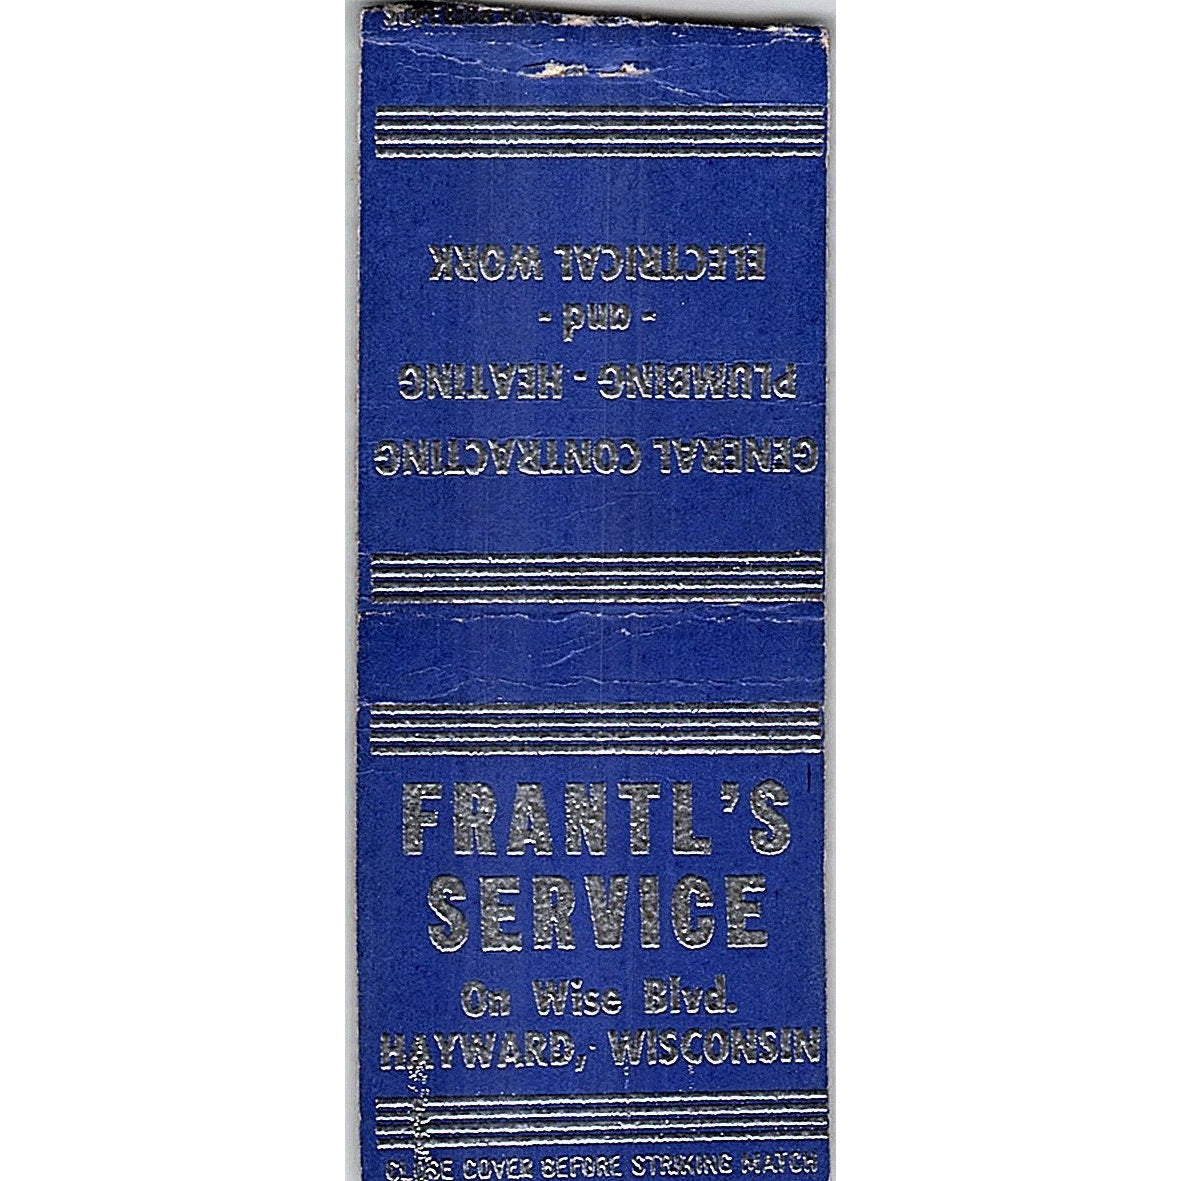 FRANTL'S
SERVICE
On Wise Blvd.
HAYWARD, WISCONSIN
CLOSE COVER BEFORE STRIKING MATCH
GENERAL CONTRACTING
PLUMBING - HEATING
- and -
ELECTRICAL WORK